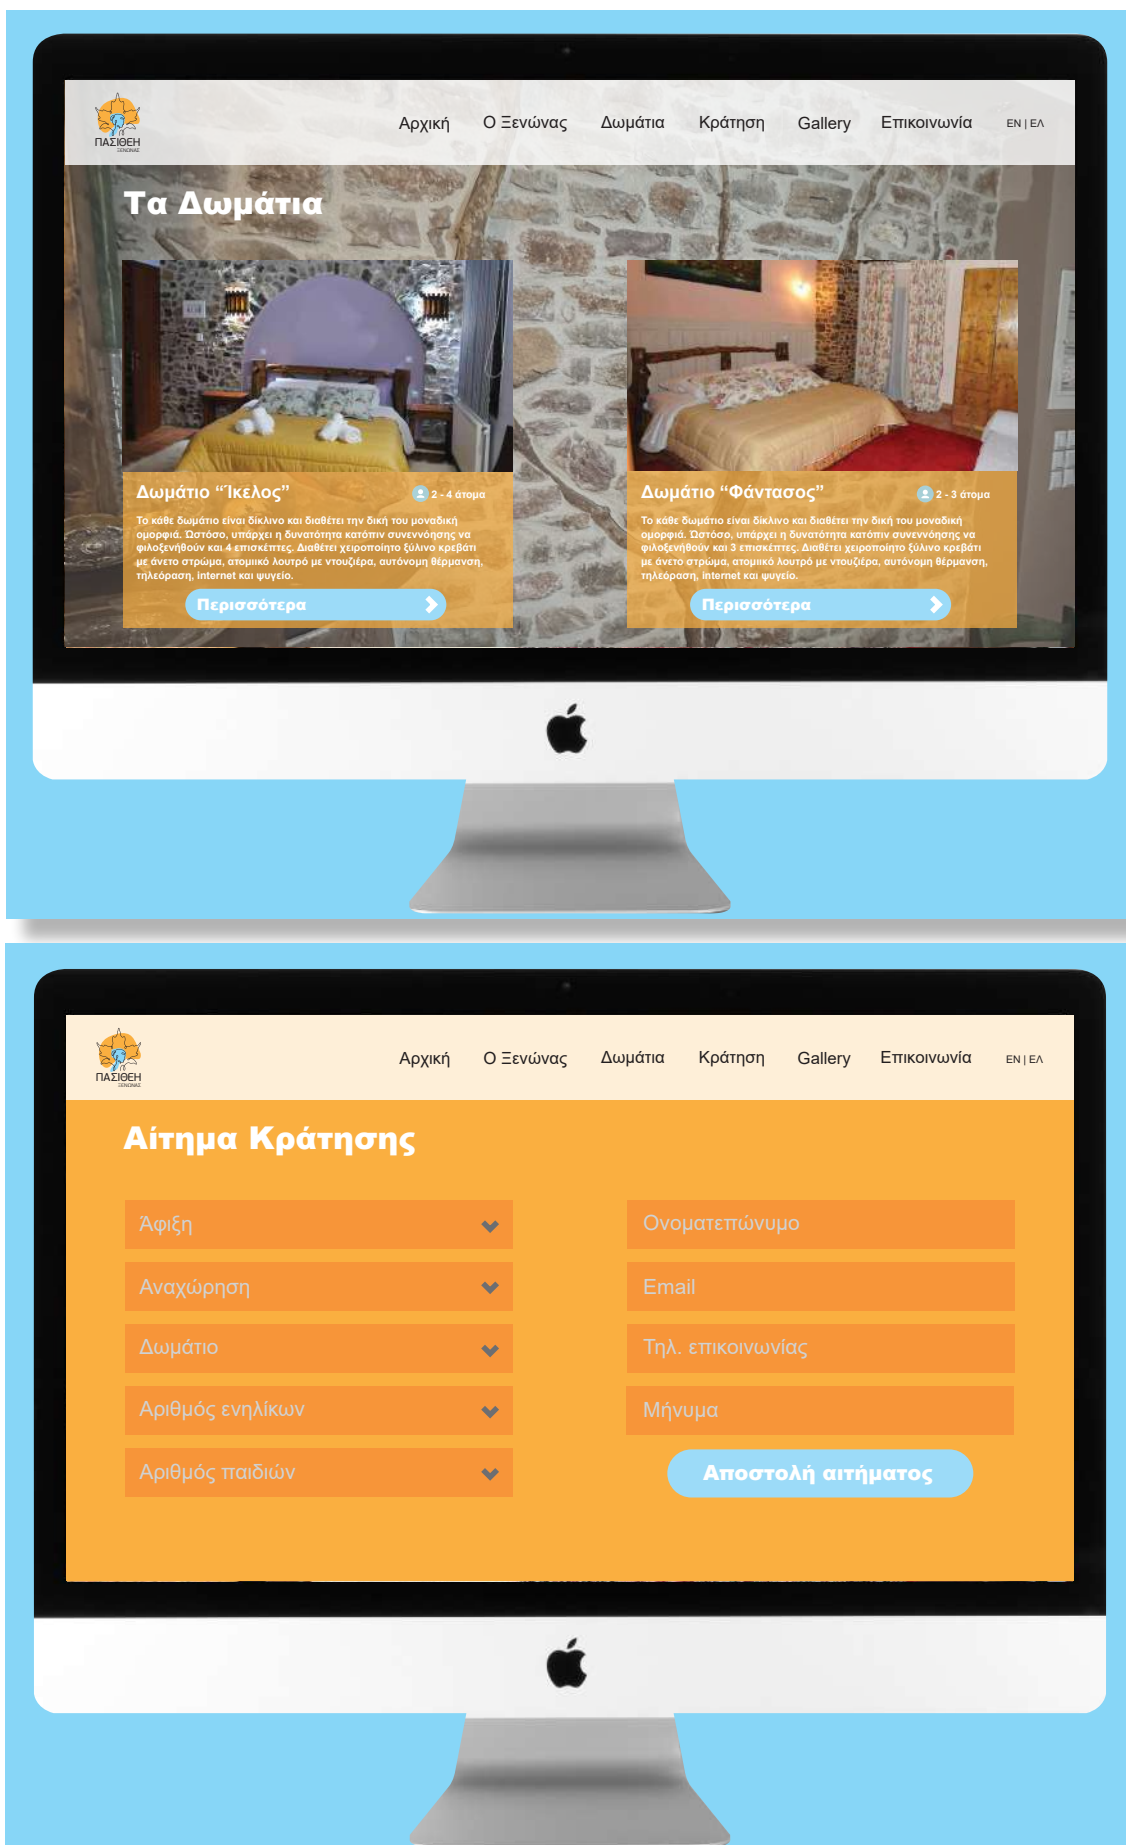 ΠΑΣΙΘΕΗ
ΞΕΝΩΝΑΣ
Αρχική Ο Ξενώνας Δωμάτια Κράτηση Gallery Επικοινωνία EN | ΕΛ
Τα Δωμάτια
Δωμάτιο “Ίκελος” 2 - 4 άτομα
Το κάθε δωμάτιο είναι δίκλινο και διαθέτει την δική του μοναδική
ομορφιά. Ωστόσο, υπάρχει η δυνατότητα κατόπιν συνεννόησης να
φιλοξενήθούν και 4 επισκέπτες. Διαθέτει χειροποίητο ξύλινο κρεβάτι
με άνετο στρώμα, ατομιικό λουτρό με ντουζιέρα, αυτόνομη θέρμανση,
τηλεόραση, internet και ψυγείο.
Περισσότερα
Δωμάτιο “Φάντασος” 2 - 3 άτομα
Το κάθε δωμάτιο είναι δίκλινο και διαθέτει την δική του μοναδική
ομορφιά. Ωστόσο, υπάρχει η δυνατότητα κατόπιν συνεννόησης να
φιλοξενήθούν και 3 επισκέπτες. Διαθέτει χειροποίητο ξύλινο κρεβάτι
με άνετο στρώμα, ατομιικό λουτρό με ντουζιέρα, αυτόνομη θέρμανση,
τηλεόραση, internet και ψυγείο.
Περισσότερα
ΠΑΣΙΘΕΗ
ΞΕΝΩΝΑΣ
Αρχική Ο Ξενώνας Δωμάτια Κράτηση Gallery Επικοινωνία EN | ΕΛ
Αίτημα Κράτησης
Άφιξη
Αναχώρηση
Δωμάτιο
Αριθμός ενηλίκων
Αριθμός παιδιών
Ονοματεπώνυμο
Email
Τηλ. επικοινωνίας
Μήνυμα
Αποστολή αιτήματος